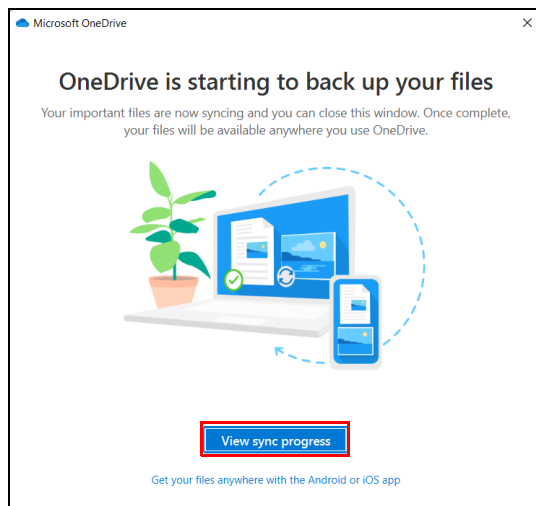 Microsoft OneDrive
OneDrive is starting to back up your files
Your important files are now syncing and you can close this window. Once complete,
your files will be available anywhere you use OneDrive.
View sync progress
Get your files anywhere with the Android or iOS app